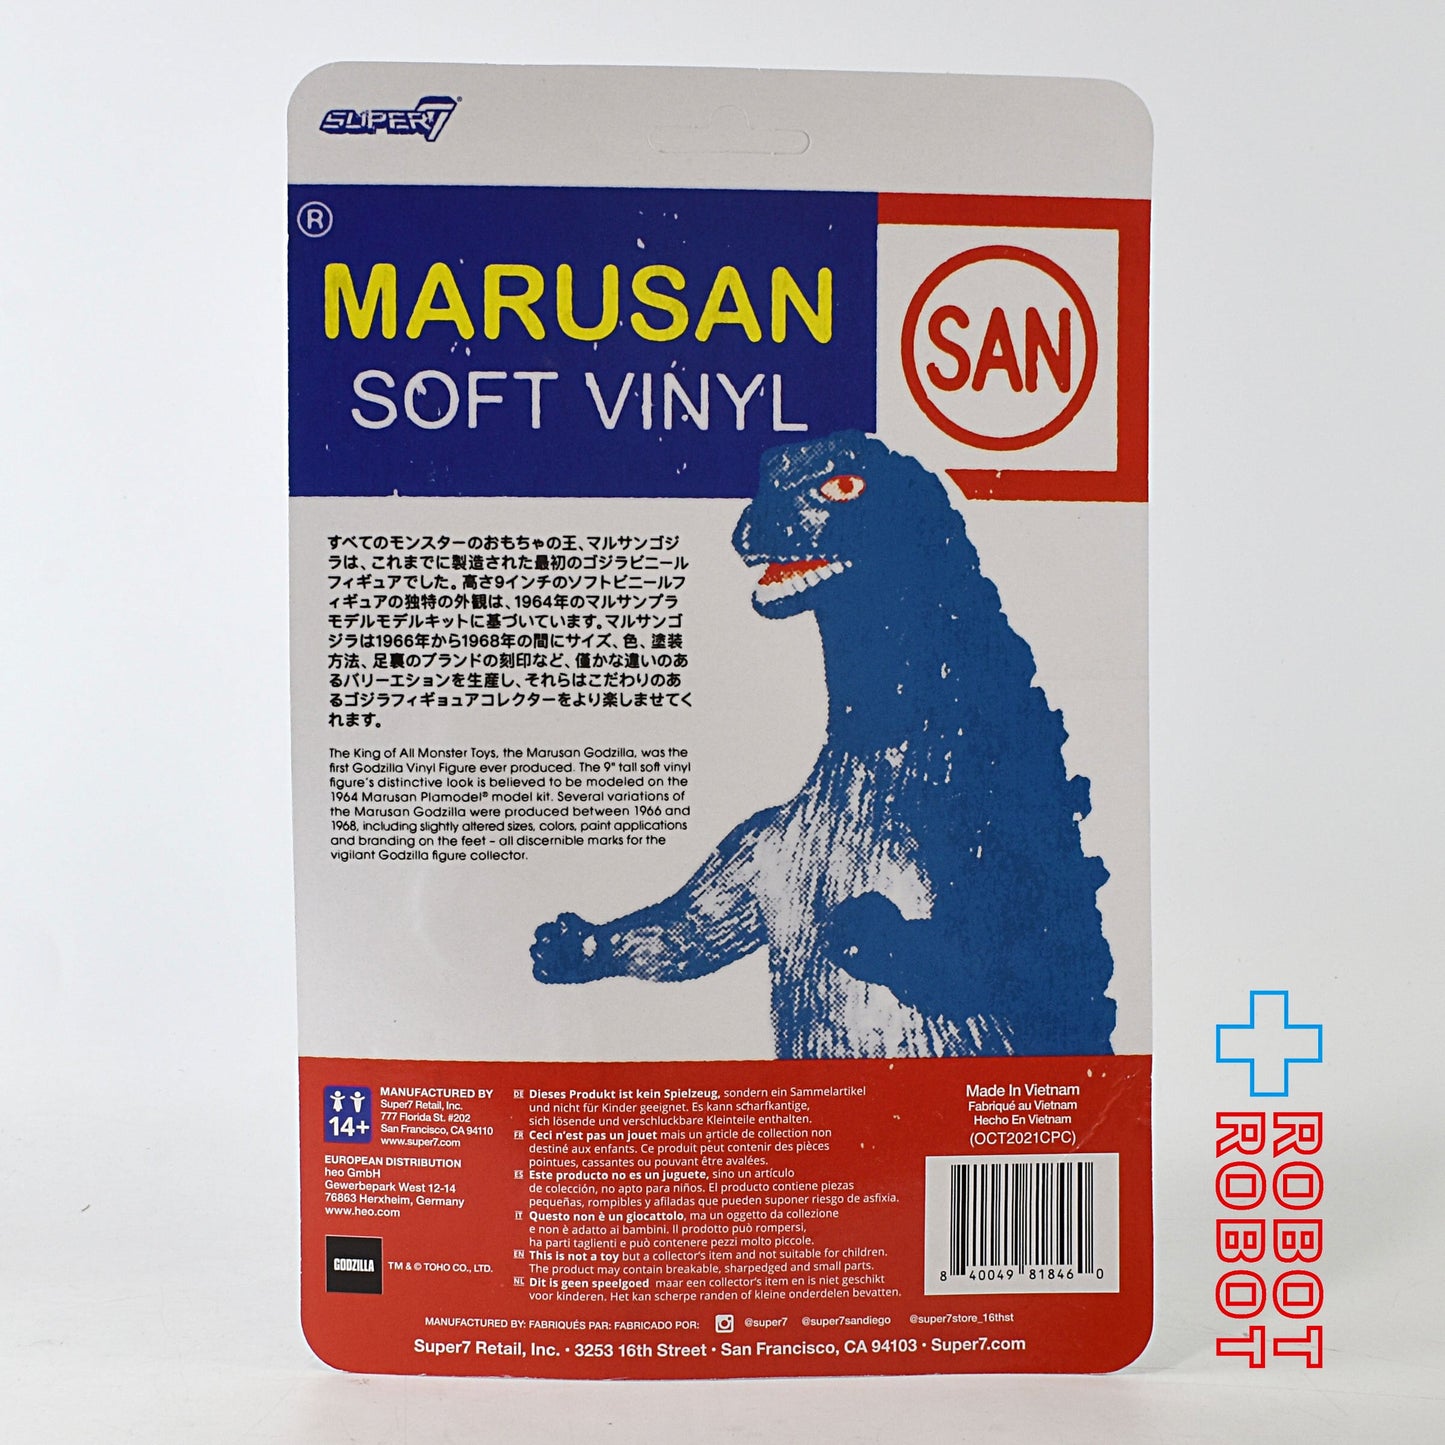 SUPER7®
®
MARUSAN
SOFT VINYL
SAN
すべてのモンスターのおもちゃの王、マルサンゴジ
ラは、これまでに製造された最初のゴジラビニール
フィギュアでした。高さ9インチのソフトビニールフ
ィギュアの独特の外観は、1964年のマルサンプラ
モデルモデルキットに基づいています。マルサンゴ
ジラは1966年から1968年の間にサイズ、色、塗装
方法、足裏のブランドの刻印など、僅かな違いのあ
るバリーエションを生産し、それらはこだわりのあ
るゴジラフィギョュアコレクターをより楽しませてく
れます。
The King of All Monster Toys, the Marusan Godzilla, was the
first Godzilla Vinyl Figure ever produced. The 9" tall soft vinyl
figure's distinctive look is believed to be modeled on the
1964 Marusan Plamodel® model kit. Several variations of
the Marusan Godzilla were produced between 1966 and
1968, including slightly altered sizes, colors, paint applications
and branding on the feet – all discernible marks for the
vigilant Godzilla figure collector.
14+
MANUFACTURED BY
Super7 Retail, Inc.
777 Florida St. #202
San Francisco, CA 94110
www.super7.com
EUROPEAN DISTRIBUTION
heo GmbH
Gewerbepark West 12-14
76863 Herxheim, Germany
www.heo.com
GODZILLA
TM & © TOHO CO., LTD.
DE Dieses Produkt ist kein Spielzeug, sondern ein Sammelartikel
und nicht für Kinder geeignet. Es kann scharfkantige,
sich lösende und verschluckbare Kleinteile enthalten.
FR Ceci n'est pas un jouet mais un article de collection non
destiné aux enfants. Ce produit peut contenir des pièces
pointues, cassantes ou pouvant être avalées.
ES Este producto no es un juguete, sino un artículo
de colección, no apto para niños. El producto contiene piezas
pequeñas, rompibles y afiladas que pueden suponer riesgo de asfixia.
IT Questo non è un giocattolo, ma un oggetto da collezione
e non è adatto ai bambini. Il prodotto può rompersi,
ha parti taglienti e può contenere pezzi molto piccole.
EN This is not a toy but a collector's item and not suitable for children.
The product may contain breakable, sharpedged and small parts.
NL Dit is geen speelgoed maar een collector's item en is niet geschikt
voor kinderen. Het kan scherpe randen of kleine onderdelen bevatten.
Made In Vietnam
Fabriqué au Vietnam
Hecho En Vietnam
(OCT2021CPC)
8 40049 81846 0
MANUFACTURED BY: FABRIQUÉS PAR: FABRICADO POR: @super7 @super7sandiego @super7store_16thst
Super7 Retail, Inc. • 3253 16th Street • San Francisco, CA 94103 • Super7.com
ROBOT
ROBOT